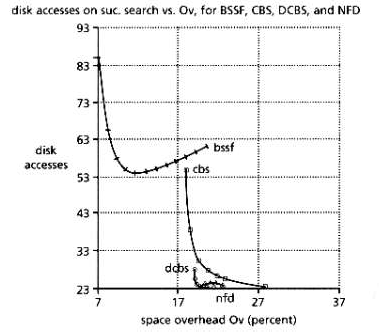 disk accesses on suc. search vs. Ov, for BSSF, CBS, DCBS, and NFD
93
83
73
63
disk
accesses
53
43
33
23
bssf
cbs
dcbs
nfd
7 17 27 37
space overhead Ov (percent)